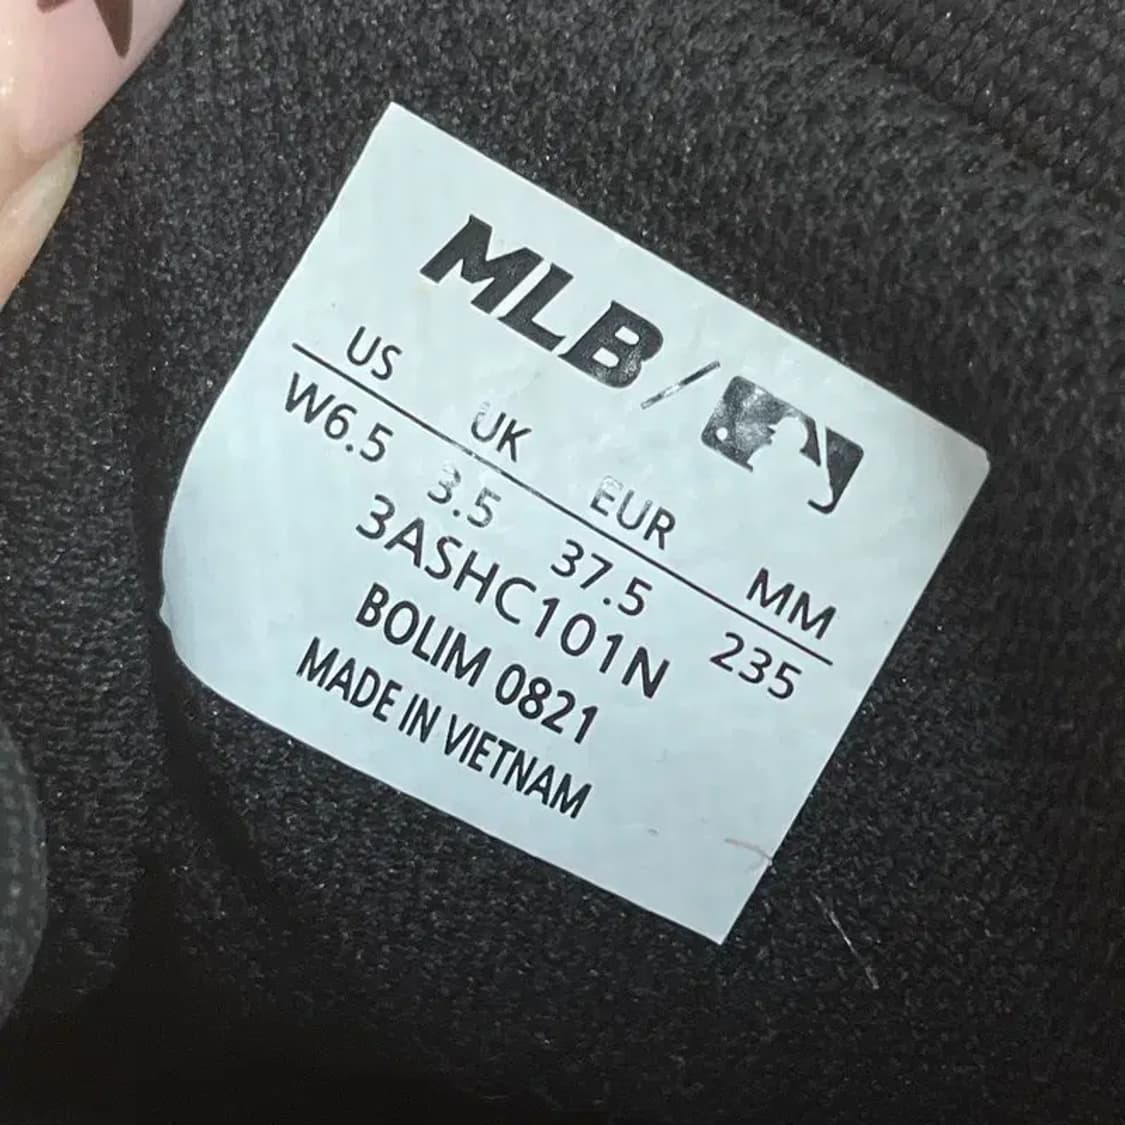 MLB /
US UK EUR MM
W6.5 3.5 37.5 235
3ASHC101N
BOLIM 0821
MADE IN VIETNAM